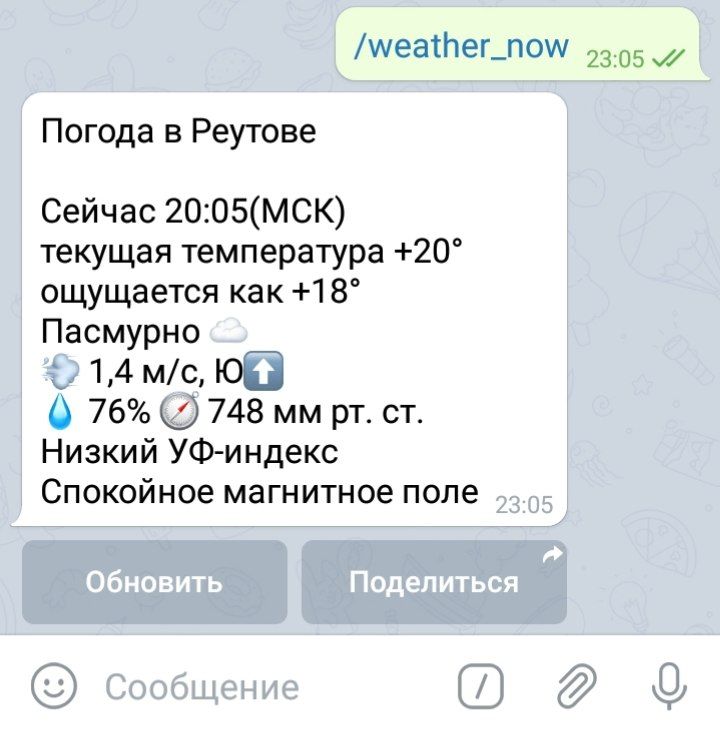 /weather_now 23:05
Погода в Реутове
Сейчас 20:05(МСК)
текущая температура +20°
ощущается как +18°
Пасмурно ☁️
💨 1,4 м/с, Ю⬆️
💧 76% 🧭 748 мм рт. ст.
Низкий УФ-индекс
Спокойное магнитное поле 23:05
Обновить Поделиться
Сообщение